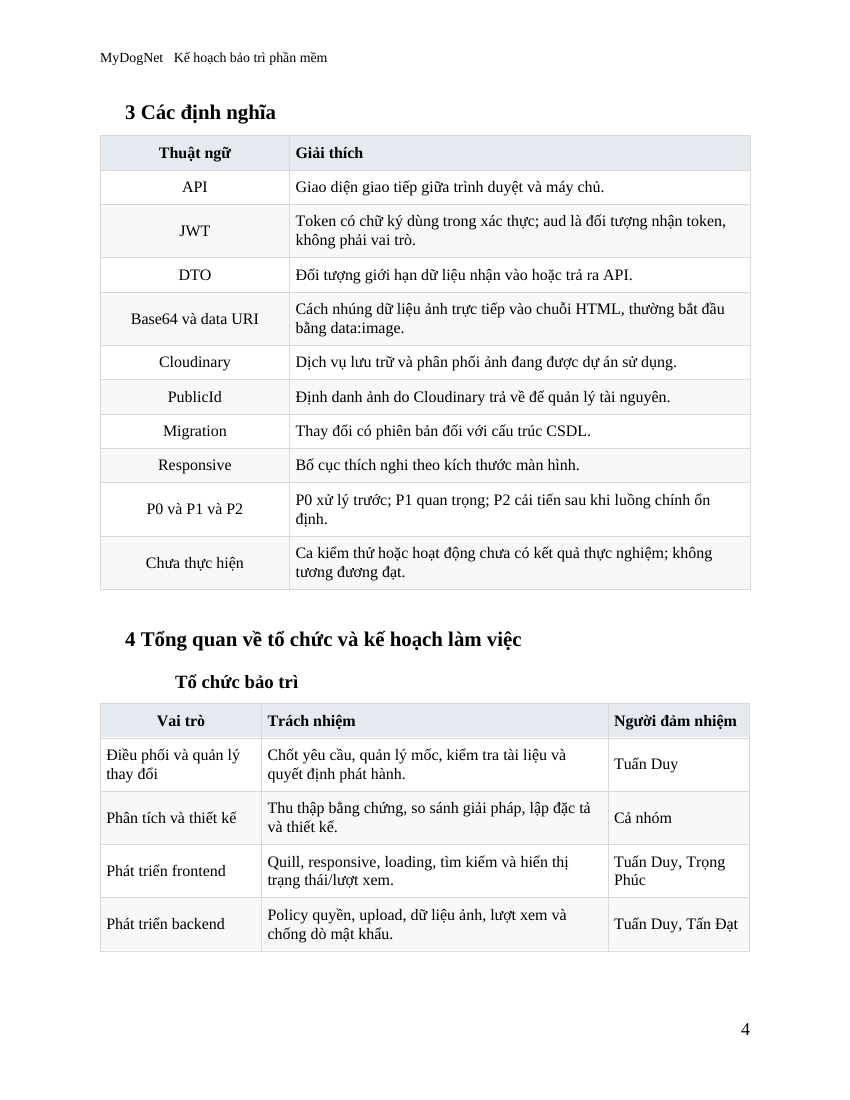 MyDogNet Kế hoạch bảo trì phần mềm
3 Các định nghĩa
Thuật ngữ Giải thích
API Giao diện giao tiếp giữa trình duyệt và máy chủ.
JWT Token có chữ ký dùng trong xác thực; aud là đối tượng nhận token,
không phải vai trò.
DTO Đối tượng giới hạn dữ liệu nhận vào hoặc trả ra API.
Base64 và data URI Cách nhúng dữ liệu ảnh trực tiếp vào chuỗi HTML, thường bắt đầu
bằng data:image.
Cloudinary Dịch vụ lưu trữ và phân phối ảnh đang được dự án sử dụng.
PublicId Định danh ảnh do Cloudinary trả về để quản lý tài nguyên.
Migration Thay đổi có phiên bản đối với cấu trúc CSDL.
Responsive Bố cục thích nghi theo kích thước màn hình.
P0 và P1 và P2 P0 xử lý trước; P1 quan trọng; P2 cải tiến sau khi luồng chính ổn
định.
Chưa thực hiện Ca kiểm thử hoặc hoạt động chưa có kết quả thực nghiệm; không
tương đương đạt.
4 Tổng quan về tổ chức và kế hoạch làm việc
Tổ chức bảo trì
Vai trò Trách nhiệm Người đảm nhiệm
Điều phối và quản lý
thay đổi
Chốt yêu cầu, quản lý mốc, kiểm tra tài liệu và
quyết định phát hành.
Tuấn Duy
Phân tích và thiết kế
Thu thập bằng chứng, so sánh giải pháp, lập đặc tả
và thiết kế.
Cả nhóm
Phát triển frontend
Quill, responsive, loading, tìm kiếm và hiển thị
trạng thái/lượt xem.
Tuấn Duy, Trọng
Phúc
Phát triển backend
Policy quyền, upload, dữ liệu ảnh, lượt xem và
chống dò mật khẩu.
Tuấn Duy, Tấn Đạt
4